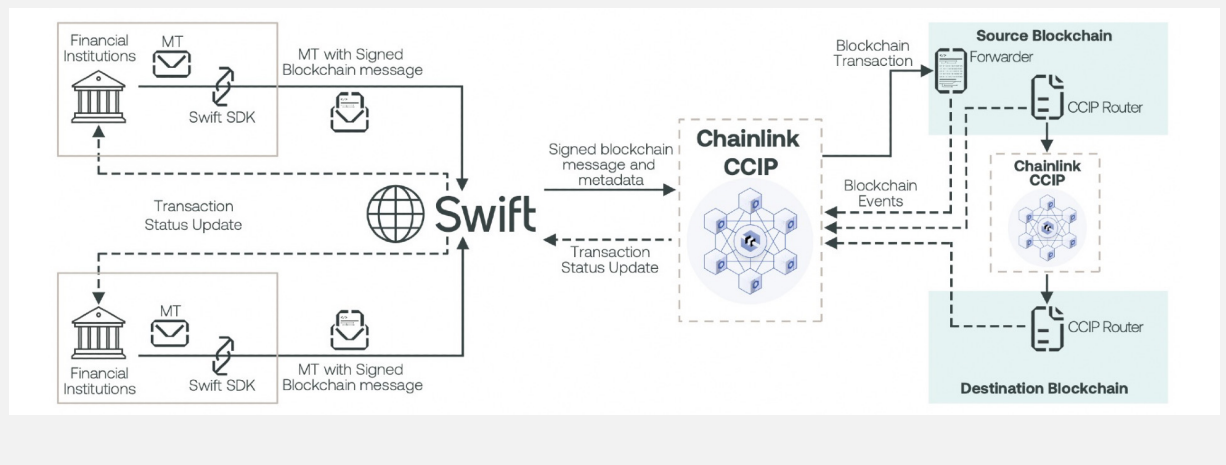 Financial
Institutions
MT
Swift SDK
MT with Signed
Blockchain message
Transaction
Status Update
MT
Swift SDK
Financial
Institutions
MT with Signed
Blockchain message
Swift
Signed blockchain
message and
metadata
Transaction
Status Update
Chainlink
CCIP
Blockchain
Transaction
Blockchain
Events
Source Blockchain
Forwarder
CCIP Router
Chainlink
CCIP
CCIP Router
Destination Blockchain